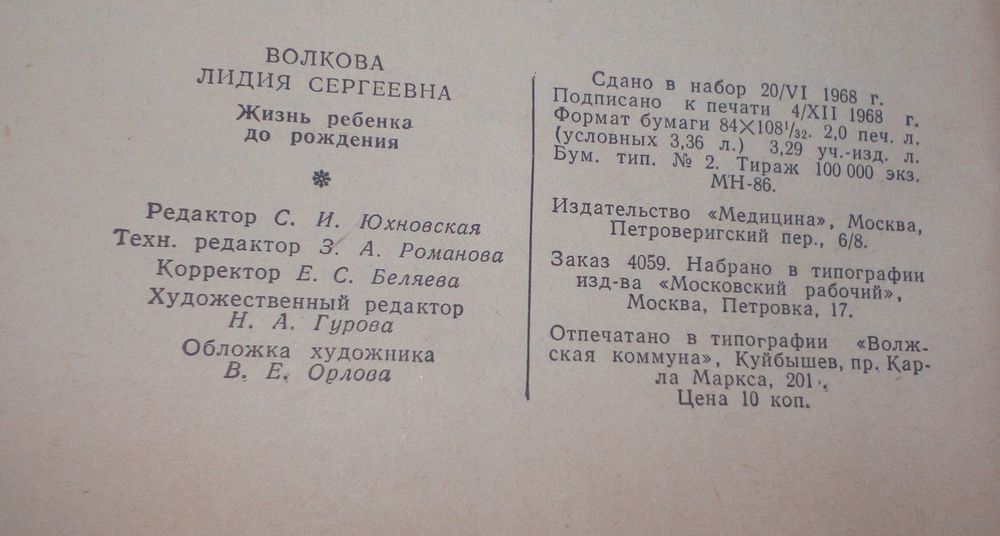 ВОЛКОВА
ЛИДИЯ СЕРГЕЕВНА
Жизнь ребенка
до рождения
Редактор С. И. Юхновская
Техн. редактор З. А. Романова
Корректор Е. С. Беляева
Художественный редактор
Н. А. Гурова
Обложка художника
В. Е. Орлова
Сдано в набор 20/VI 1968 г.
Подписано к печати 4/XII 1968 г.
Формат бумаги 84×108¹/₃₂. 2,0 печ. л.
(условных 3,36 л.) 3,29 уч.-изд. л.
Бум. тип. № 2. Тираж 100 000 экз.
МН-86.
Издательство «Медицина», Москва,
Петроверигский пер., 6/8.
Заказ 4059. Набрано в типографии
изд-ва «Московский рабочий»,
Москва, Петровка, 17.
Отпечатано в типографии «Волж-
ская коммуна», Куйбышев, пр. Кар-
ла Маркса, 201.
Цена 10 коп.